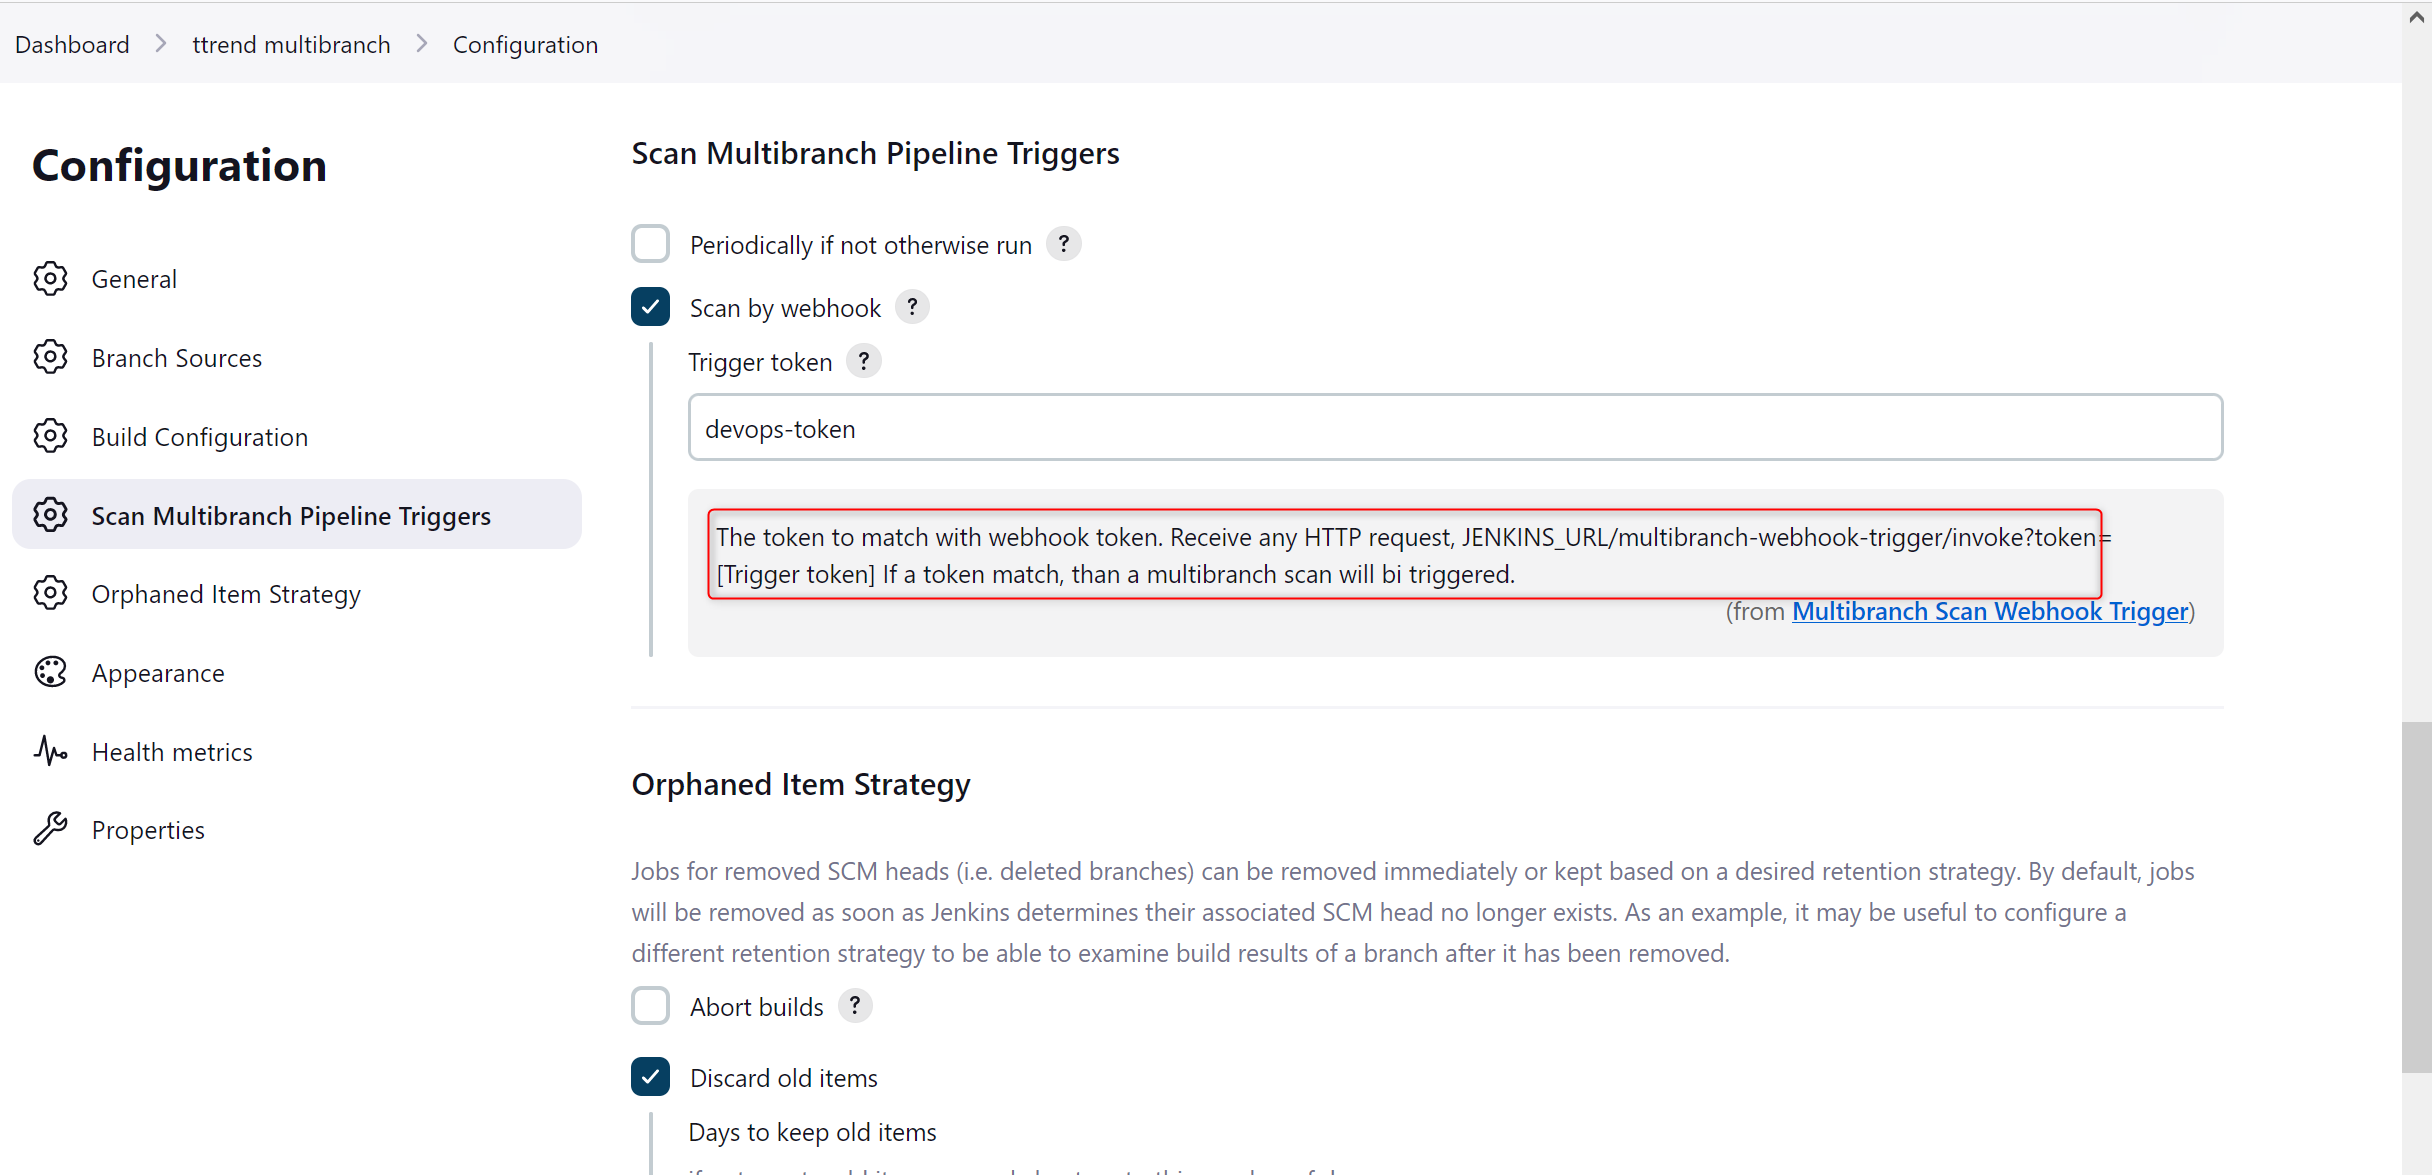 Dashboard > ttrend multibranch > Configuration
Configuration
General
Branch Sources
Build Configuration
Scan Multibranch Pipeline Triggers
Orphaned Item Strategy
Appearance
Health metrics
Properties
Scan Multibranch Pipeline Triggers
Periodically if not otherwise run ?
Scan by webhook ?
Trigger token ?
devops-token
The token to match with webhook token. Receive any HTTP request, JENKINS_URL/multibranch-webhook-trigger/invoke?token=
[Trigger token] If a token match, than a multibranch scan will bi triggered.
(from Multibranch Scan Webhook Trigger)
Orphaned Item Strategy
Jobs for removed SCM heads (i.e. deleted branches) can be removed immediately or kept based on a desired retention strategy. By default, jobs
will be removed as soon as Jenkins determines their associated SCM head no longer exists. As an example, it may be useful to configure a
different retention strategy to be able to examine build results of a branch after it has been removed.
Abort builds ?
Discard old items
Days to keep old items